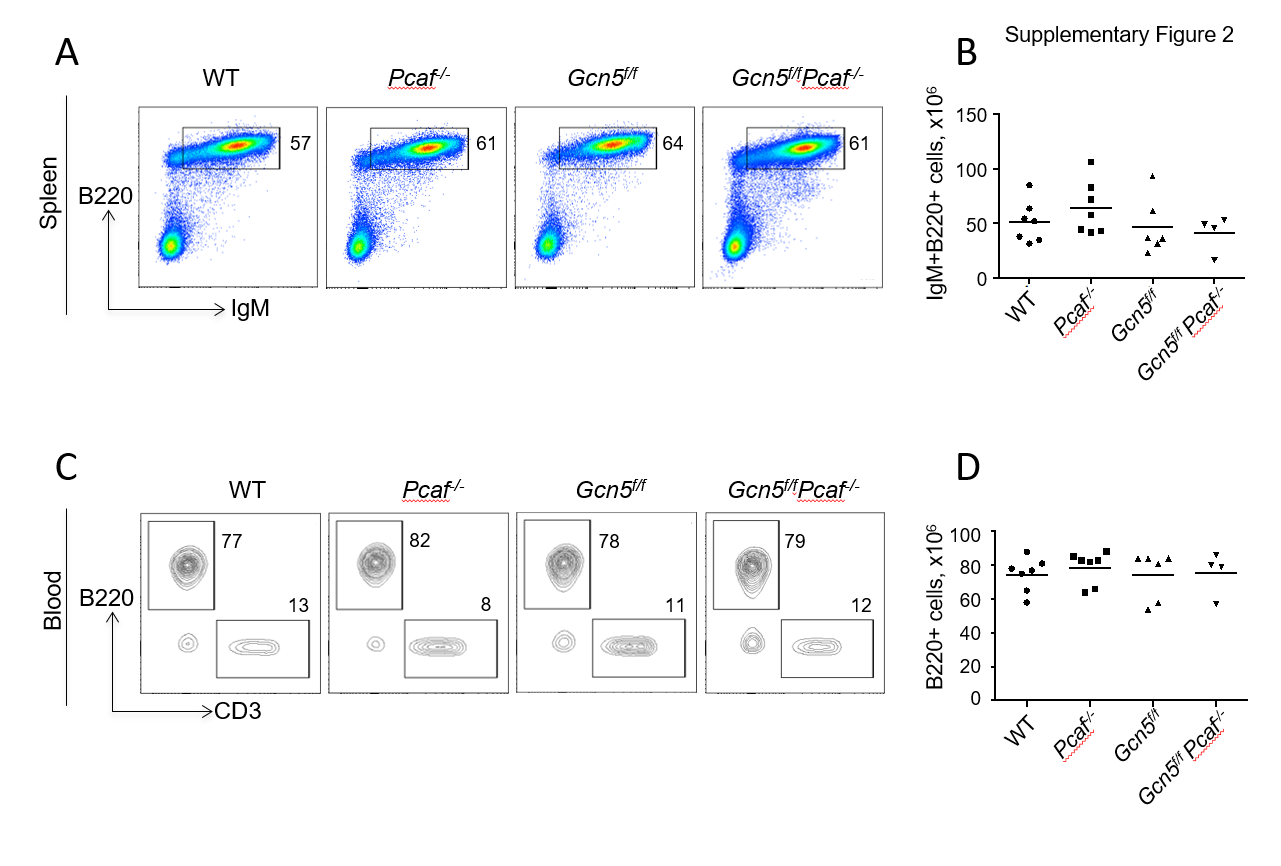 Supplementary Figure 2
A
WT
Pcaf-/-
Gcn5f/f
Gcn5f/fPcaf-/-
Spleen
B220
IgM
57
61
64
61
B
IgM+B220+ cells, x10⁶
150
100
50
0
WT
Pcaf-/-
Gcn5f/f
Gcn5f/f Pcaf-/-
C
WT
Pcaf-/-
Gcn5f/f
Gcn5f/fPcaf-/-
Blood
B220
CD3
77
13
82
8
78
11
79
12
D
B220+ cells, x10⁶
100
80
60
40
20
0
WT
Pcaf-/-
Gcn5f/f
Gcn5f/f Pcaf-/-